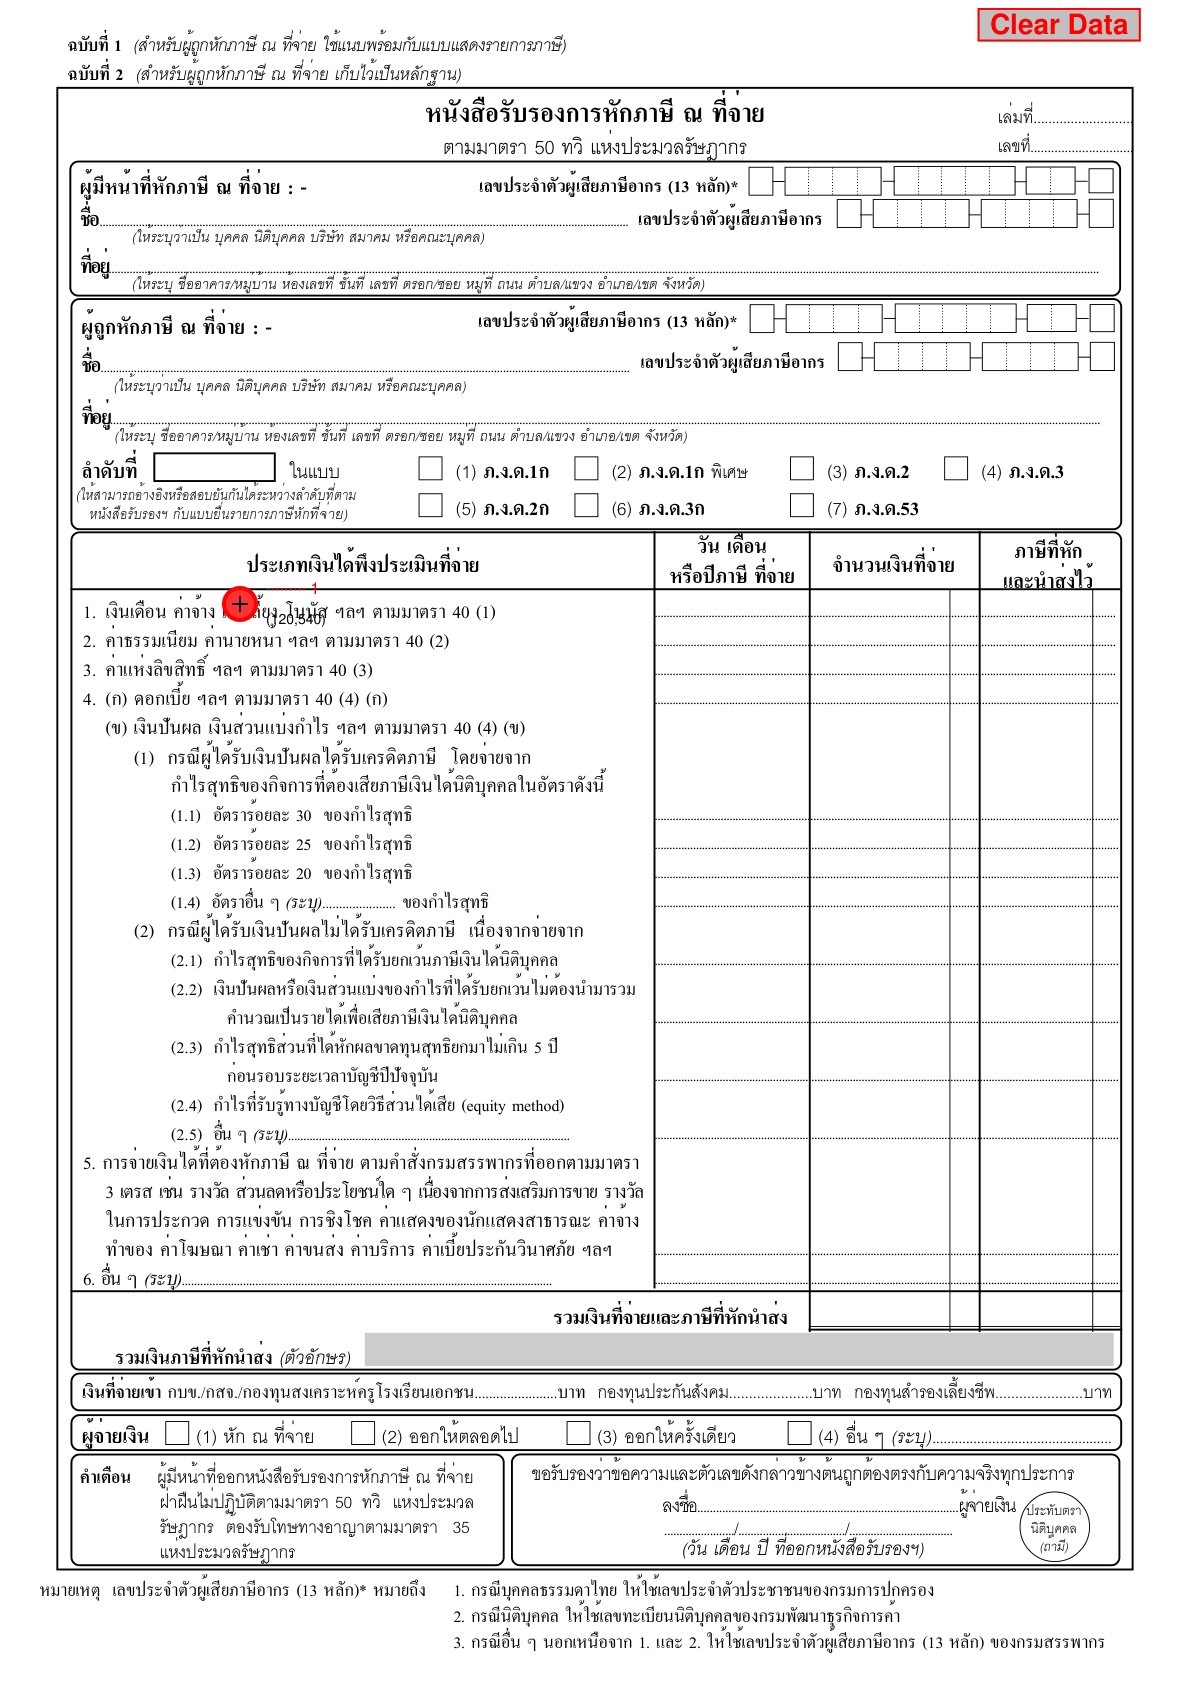 Clear Data
ฉบับที่ 1 (สำหรับผู้ถูกหักภาษี ณ ที่จ่าย ใช้แนบพร้อมกับแบบแสดงรายการภาษี)
ฉบับที่ 2 (สำหรับผู้ถูกหักภาษี ณ ที่จ่าย เก็บไว้เป็นหลักฐาน)
หนังสือรับรองการหักภาษี ณ ที่จ่าย
เล่มที่..........................
ตามมาตรา 50 ทวิ แห่งประมวลรัษฎากร
เลขที่..........................
ผู้มีหน้าที่หักภาษี ณ ที่จ่าย : - เลขประจำตัวผู้เสียภาษีอากร (13 หลัก)*
ชื่อ.......................... เลขประจำตัวผู้เสียภาษีอากร
(ให้ระบุว่าเป็น บุคคล นิติบุคคล บริษัท สมาคม หรือคณะบุคคล)
ที่อยู่..........................
(ให้ระบุ ชื่ออาคาร/หมู่บ้าน ห้องเลขที่ ชั้นที่ เลขที่ ตรอก/ซอย หมู่ที่ ถนน ตำบล/แขวง อำเภอ/เขต จังหวัด)
ผู้ถูกหักภาษี ณ ที่จ่าย : - เลขประจำตัวผู้เสียภาษีอากร (13 หลัก)*
ชื่อ.......................... เลขประจำตัวผู้เสียภาษีอากร
(ให้ระบุว่าเป็น บุคคล นิติบุคคล บริษัท สมาคม หรือคณะบุคคล)
ที่อยู่..........................
(ให้ระบุ ชื่ออาคาร/หมู่บ้าน ห้องเลขที่ ชั้นที่ เลขที่ ตรอก/ซอย หมู่ที่ ถนน ตำบล/แขวง อำเภอ/เขต จังหวัด)
ลำดับที่ ในแบบ (1) ภ.ง.ด.1ก (2) ภ.ง.ด.1ก พิเศษ (3) ภ.ง.ด.2 (4) ภ.ง.ด.3
(ให้สามารถอ้างอิงหรือสอบยันกันได้ระหว่างลำดับที่ตาม
หนังสือรับรองฯ กับแบบยื่นรายการภาษีหักที่จ่าย) (5) ภ.ง.ด.2ก (6) ภ.ง.ด.3ก (7) ภ.ง.ด.53
ประเภทเงินได้พึงประเมินที่จ่าย
วัน เดือน
หรือปีภาษี ที่จ่าย
จำนวนเงินที่จ่าย
ภาษีที่หัก
และนำส่งไว้
1
1. เงินเดือน ค่าจ้าง โบนัส ฯลฯ ตามมาตรา 40 (1)
(120,540)
2. ค่าธรรมเนียม ค่านายหน้า ฯลฯ ตามมาตรา 40 (2)
3. ค่าแห่งลิขสิทธิ์ ฯลฯ ตามมาตรา 40 (3)
4. (ก) ดอกเบี้ย ฯลฯ ตามมาตรา 40 (4) (ก)
(ข) เงินปันผล เงินส่วนแบ่งกำไร ฯลฯ ตามมาตรา 40 (4) (ข)
(1) กรณีผู้ได้รับเงินปันผลได้รับเครดิตภาษี โดยจ่ายจาก
กำไรสุทธิของกิจการที่ต้องเสียภาษีเงินได้นิติบุคคลในอัตราดังนี้
(1.1) อัตราร้อยละ 30 ของกำไรสุทธิ
(1.2) อัตราร้อยละ 25 ของกำไรสุทธิ
(1.3) อัตราร้อยละ 20 ของกำไรสุทธิ
(1.4) อัตราอื่น ๆ (ระบุ)...................... ของกำไรสุทธิ
(2) กรณีผู้ได้รับเงินปันผลไม่ได้รับเครดิตภาษี เนื่องจากจ่ายจาก
(2.1) กำไรสุทธิของกิจการที่ได้รับยกเว้นภาษีเงินได้นิติบุคคล
(2.2) เงินปันผลหรือเงินส่วนแบ่งของกำไรที่ได้รับยกเว้นไม่ต้องนำมารวม
คำนวณเป็นรายได้เพื่อเสียภาษีเงินได้นิติบุคคล
(2.3) กำไรสุทธิส่วนที่ได้หักผลขาดทุนสุทธิยกมาไม่เกิน 5 ปี
ก่อนรอบระยะเวลาบัญชีปีปัจจุบัน
(2.4) กำไรที่รับรู้ทางบัญชีโดยวิธีส่วนได้เสีย (equity method)
(2.5) อื่น ๆ (ระบุ)..........................
5. การจ่ายเงินได้ที่ต้องหักภาษี ณ ที่จ่าย ตามคำสั่งกรมสรรพากรที่ออกตามมาตรา
3 เตรส เช่น รางวัล ส่วนลดหรือประโยชน์ใด ๆ เนื่องจากการส่งเสริมการขาย รางวัล
ในการประกวด การแข่งขัน การชิงโชค ค่าแสดงของนักแสดงสาธารณะ ค่าจ้าง
ทำของ ค่าโฆษณา ค่าเช่า ค่าขนส่ง ค่าบริการ ค่าเบี้ยประกันวินาศภัย ฯลฯ
6. อื่น ๆ (ระบุ)..........................
รวมเงินที่จ่ายและภาษีที่หักนำส่ง
รวมเงินภาษีที่หักนำส่ง (ตัวอักษร)
เงินที่จ่ายเข้า กบข./กสจ./กองทุนสงเคราะห์ครูโรงเรียนเอกชน....................บาท กองทุนประกันสังคม....................บาท กองทุนสำรองเลี้ยงชีพ.....................บาท
ผู้จ่ายเงิน (1) หัก ณ ที่จ่าย (2) ออกให้ตลอดไป (3) ออกให้ครั้งเดียว (4) อื่น ๆ (ระบุ)..........................
คำเตือน ผู้มีหน้าที่ออกหนังสือรับรองการหักภาษี ณ ที่จ่าย
ฝ่าฝืนไม่ปฏิบัติตามมาตรา 50 ทวิ แห่งประมวล
รัษฎากร ต้องรับโทษทางอาญาตามมาตรา 35
แห่งประมวลรัษฎากร
ขอรับรองว่าข้อความและตัวเลขดังกล่าวข้างต้นถูกต้องตรงกับความจริงทุกประการ
ลงชื่อ..........................ผู้จ่ายเงิน
................../........................../..........................
(วัน เดือน ปี ที่ออกหนังสือรับรองฯ)
ประทับตรา
นิติบุคคล
(ถ้ามี)
หมายเหตุ เลขประจำตัวผู้เสียภาษีอากร (13 หลัก)* หมายถึง 1. กรณีบุคคลธรรมดาไทย ให้ใช้เลขประจำตัวประชาชนของกรมการปกครอง
2. กรณีนิติบุคคล ให้ใช้เลขทะเบียนนิติบุคคลของกรมพัฒนาธุรกิจการค้า
3. กรณีอื่น ๆ นอกเหนือจาก 1. และ 2. ให้ใช้เลขประจำตัวผู้เสียภาษีอากร (13 หลัก) ของกรมสรรพากร